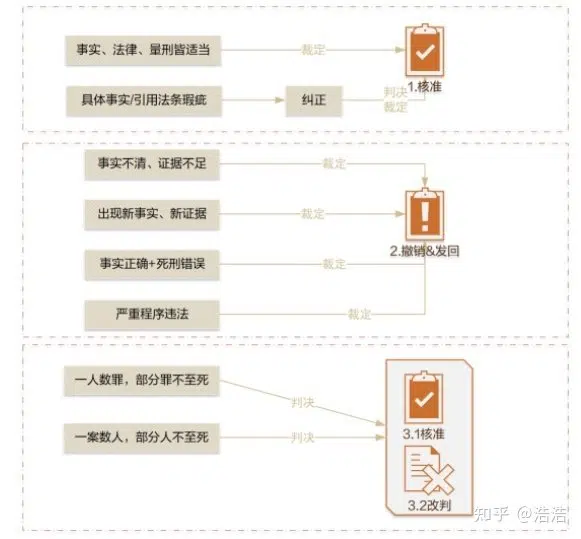 事实、法律、量刑皆适当
裁定
1.核准
具体事实/引用法条瑕疵
纠正
判决
裁定
事实不清、证据不足
裁定
出现新事实、新证据
裁定
2.撤销&发回
事实正确+死刑错误
裁定
严重程序违法
裁定
一人数罪，部分罪不至死
判决
一案数人，部分人不至死
判决
3.1核准
3.2改判
知乎 @浩浩